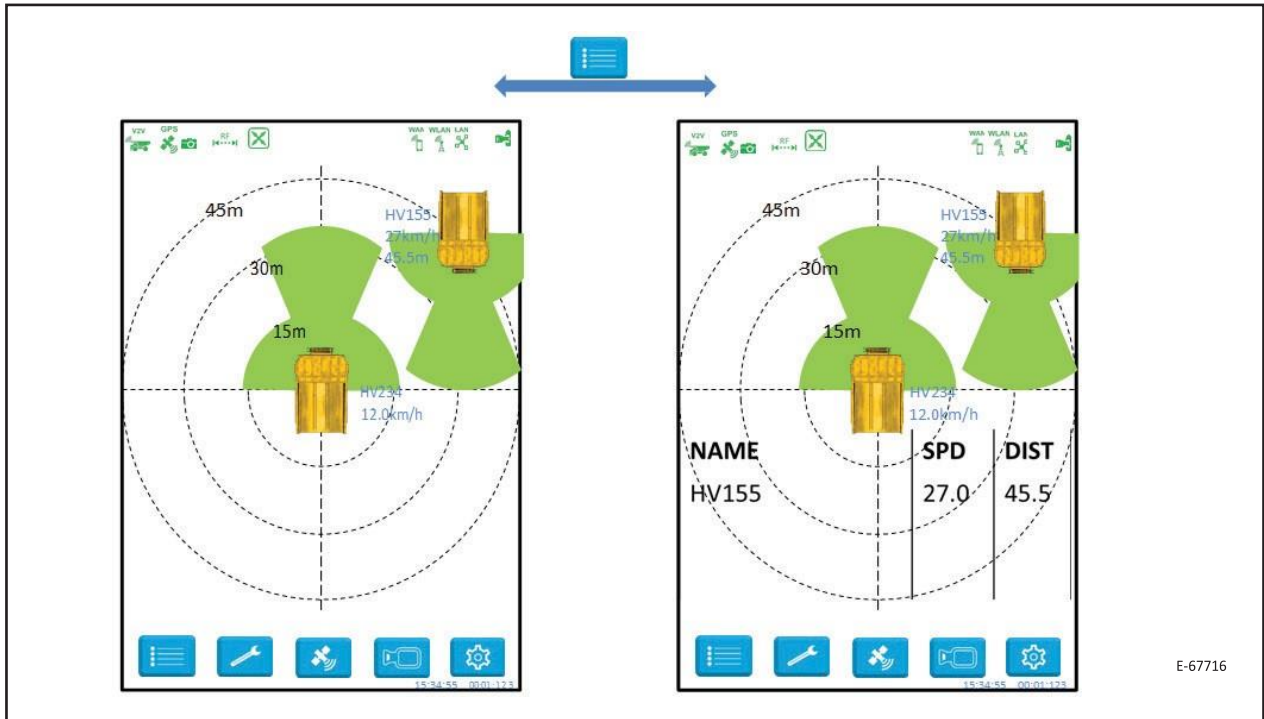 V2V GPS RF WAN WLAN LAN
45m
HV155
27km/h
45.5m
30m
15m
HV234
12.0km/h
15:34:55 00:01:123
V2V GPS RF WAN WLAN LAN
45m
HV155
27km/h
45.5m
30m
15m
HV234
12.0km/h
NAME SPD DIST
HV155 27.0 45.5
15:34:55 00:01:123
E-67716